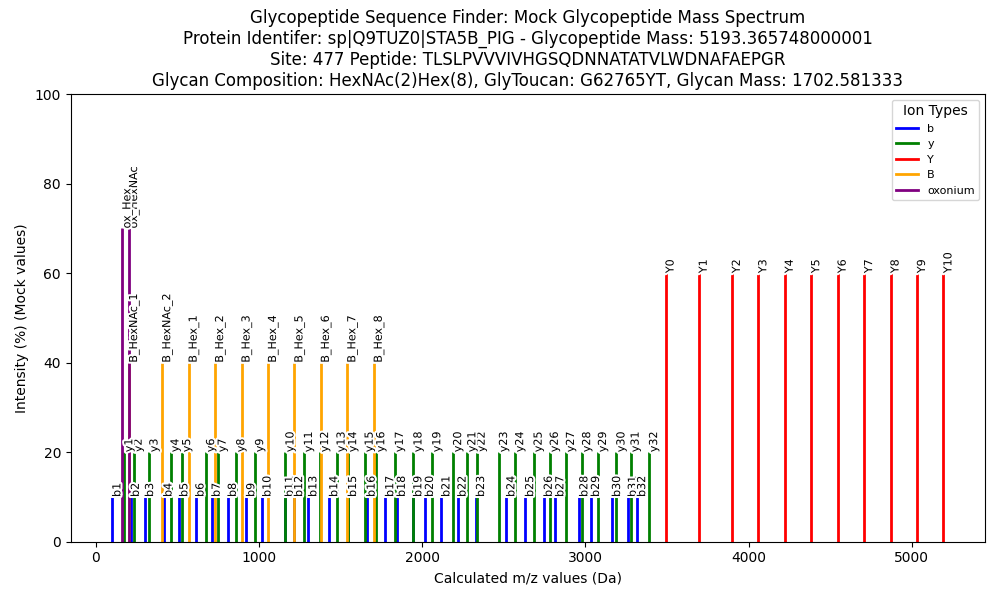 Glycopeptide Sequence Finder: Mock Glycopeptide Mass Spectrum
Protein Identifer: sp|Q9TUZ0|STA5B_PIG - Glycopeptide Mass: 5193.365748000001
Site: 477 Peptide: TLSLPVVVIVHGSQDNNATATVLWDNAFAEPGR
Glycan Composition: HexNAc(2)Hex(8), GlyToucan: G62765YT, Glycan Mass: 1702.581333
Intensity (%) (Mock values)
100
80
60
40
20
0
Ion Types
b
y
Y
B
oxonium
ox_Hex
ox_HexNAc
Y0
Y1
Y2
Y3
Y4
Y5
Y6
Y7
Y8
Y9
Y10
B_HexNAc_1
B_HexNAc_2
B_Hex_1
B_Hex_2
B_Hex_3
B_Hex_4
B_Hex_5
B_Hex_6
B_Hex_7
B_Hex_8
y1
y2
y3
y4
y5
y6
y7
y8
y9
y10
y11
y12
y13
y14
y15
y16
y17
y18
y19
y20
y21
y22
y23
y24
y25
y26
y27
y28
y29
y30
y31
y32
b1
b3
b4
b5
b6
b7
b8
b9
b10
b11
b12
b13
b14
b15
b16
b17
b18
b19
b20
b21
b22
b23
b24
b25
b26
b27
b28
b29
b30
b31
b32
0
1000
2000
3000
4000
5000
Calculated m/z values (Da)